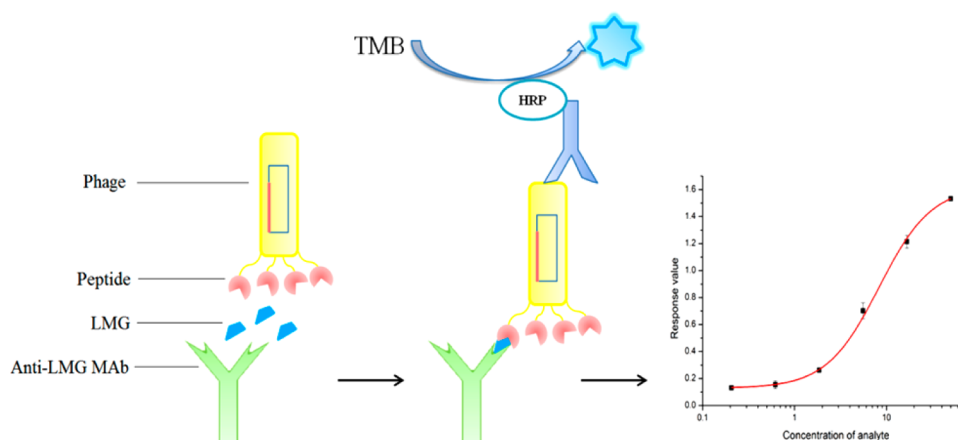 TMB
HRP
Phage
Peptide
LMG
Anti-LMG MAb
1.6
1.4
1.2
1.0
0.8
0.6
0.4
0.2
0.0
Response value
0.1
1
10
Concentration of analyte